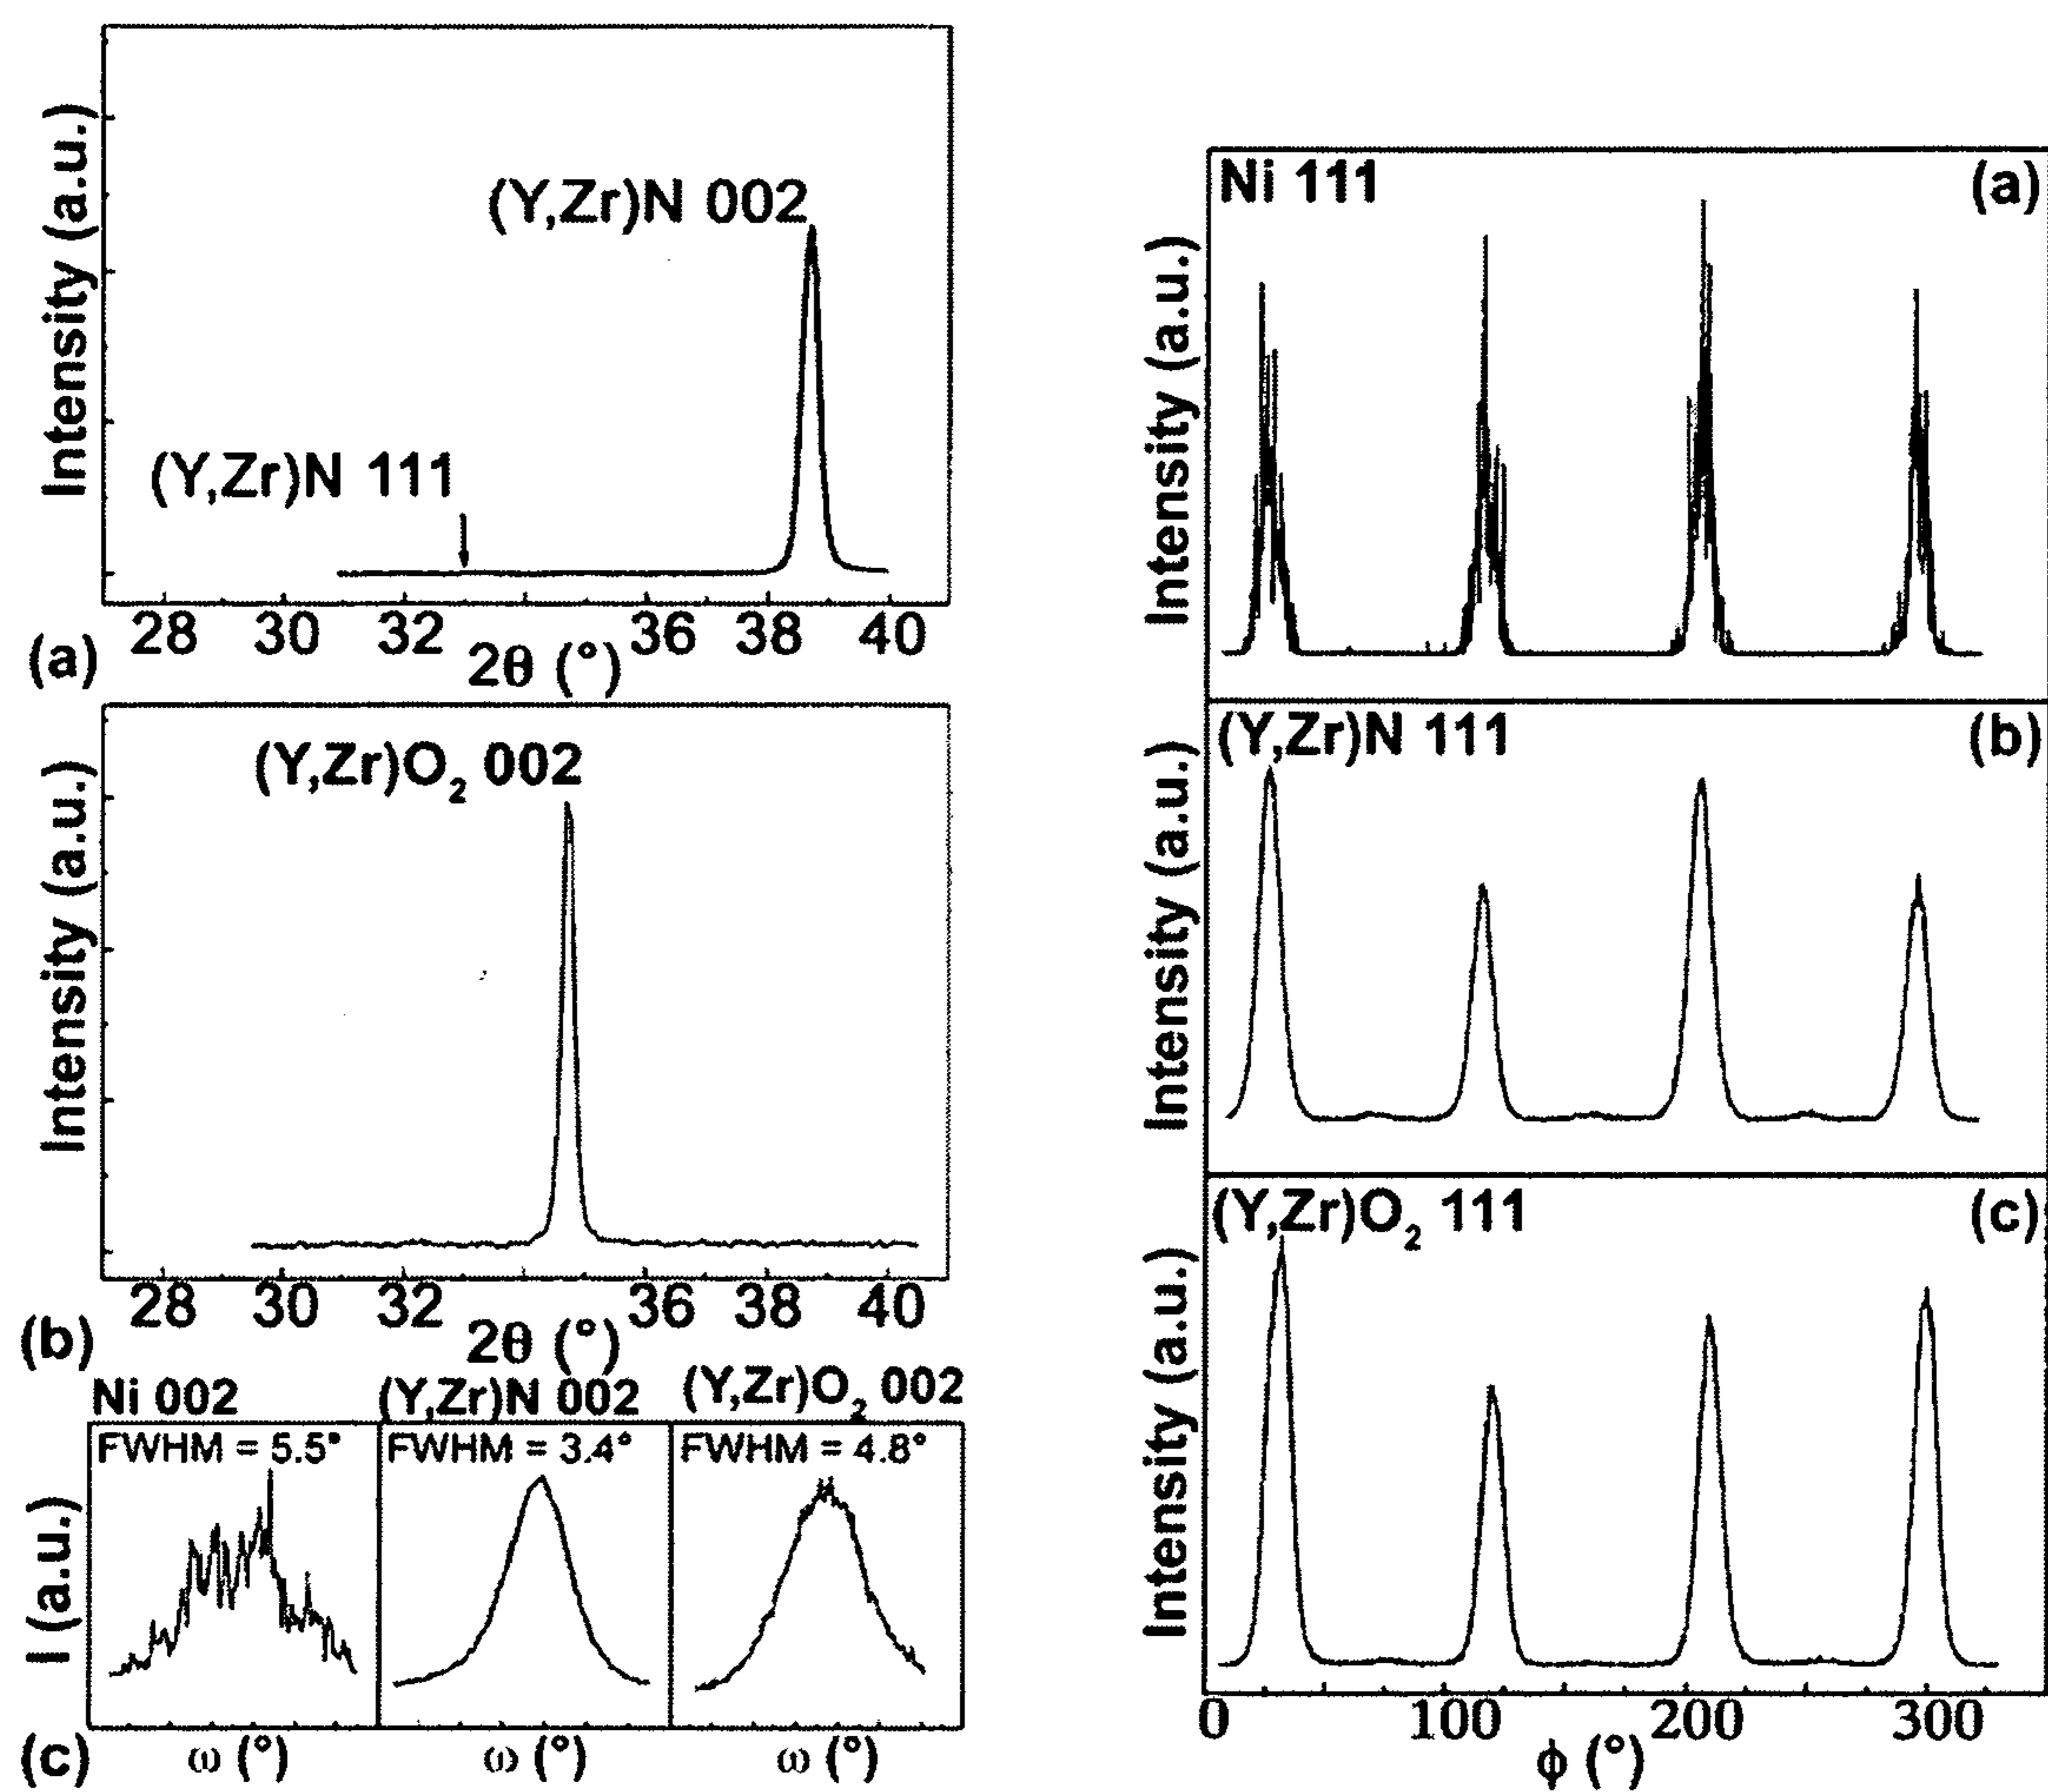 Intensity (a.u.)
(Y,Zr)N 002
(Y,Zr)N 111
28 30 32 36 38 40
(a) 2θ (°)
Intensity (a.u.)
(Y,Zr)O₂ 002
28 30 32 36 38 40
(b) 2θ (°)
Ni 002 (Y,Zr)N 002 (Y,Zr)O₂ 002
FWHM = 5.5° FWHM = 3.4° FWHM = 4.8°
I (a.u.)
(c) ω (°) ω (°) ω (°)
Ni 111 (a)
Intensity (a.u.)
(Y,Zr)N 111 (b)
Intensity (a.u.)
(Y,Zr)O₂ 111 (c)
Intensity (a.u.)
0 100 200 300
ϕ (°)